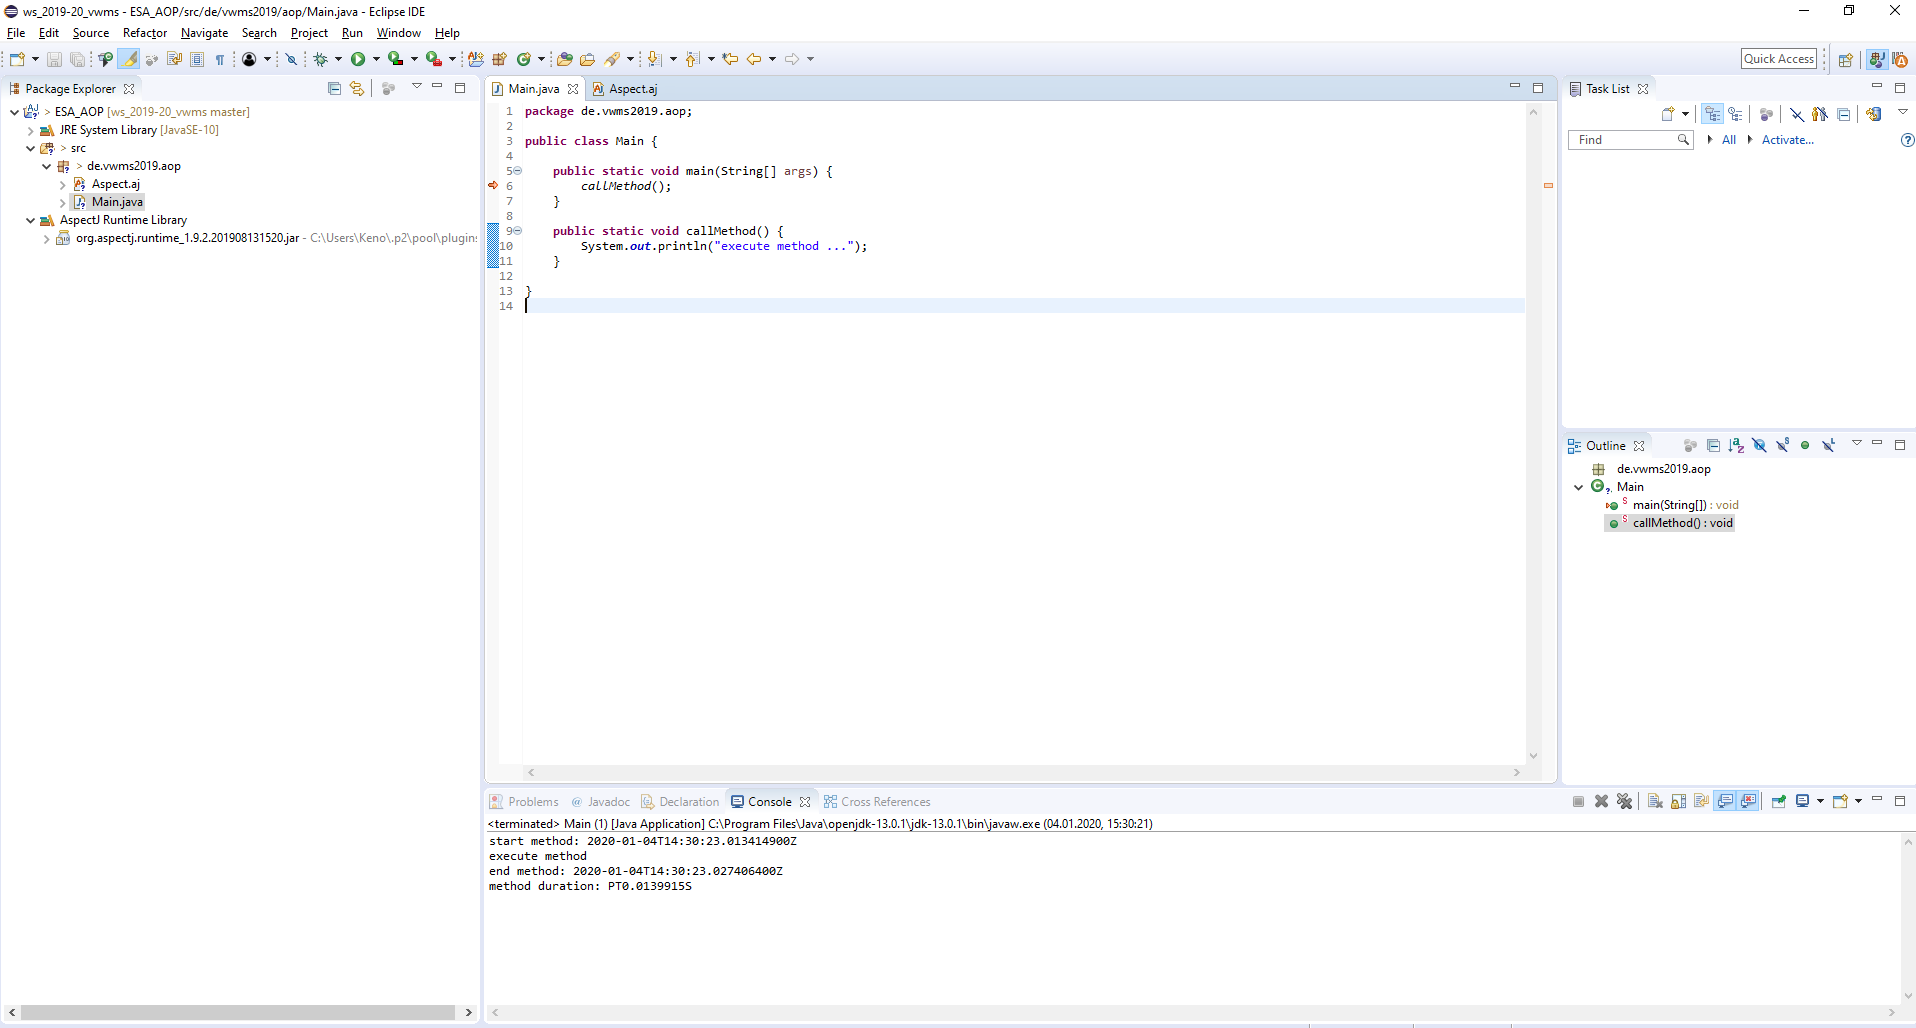 ws_2019-20_vwms - ESA_AOP/src/de/vwms2019/aop/Main.java - Eclipse IDE
File Edit Source Refactor Navigate Search Project Run Window Help
Quick Access
Package Explorer
> ESA_AOP [ws_2019-20_vwms master]
JRE System Library [JavaSE-10]
> src
> de.vwms2019.aop
Aspect.aj
Main.java
AspectJ Runtime Library
org.aspectj.runtime_1.9.2.201908131520.jar - C:\Users\Keno\.p2\pool\plugins
Main.java Aspect.aj
1 package de.vwms2019.aop;
2
3 public class Main {
4
5 public static void main(String[] args) {
6 callMethod();
7 }
8
9 public static void callMethod() {
10 System.out.println("execute method ...");
11 }
12
13 }
14
Task List
Find All Activate...
Outline
de.vwms2019.aop
Main
main(String[]) : void
callMethod() : void
Problems @ Javadoc Declaration Console Cross References
<terminated> Main (1) [Java Application] C:\Program Files\Java\openjdk-13.0.1\jdk-13.0.1\bin\javaw.exe (04.01.2020, 15:30:21)
start method: 2020-01-04T14:30:23.013414900Z
execute method
end method: 2020-01-04T14:30:23.027406400Z
method duration: PT0.0139915S